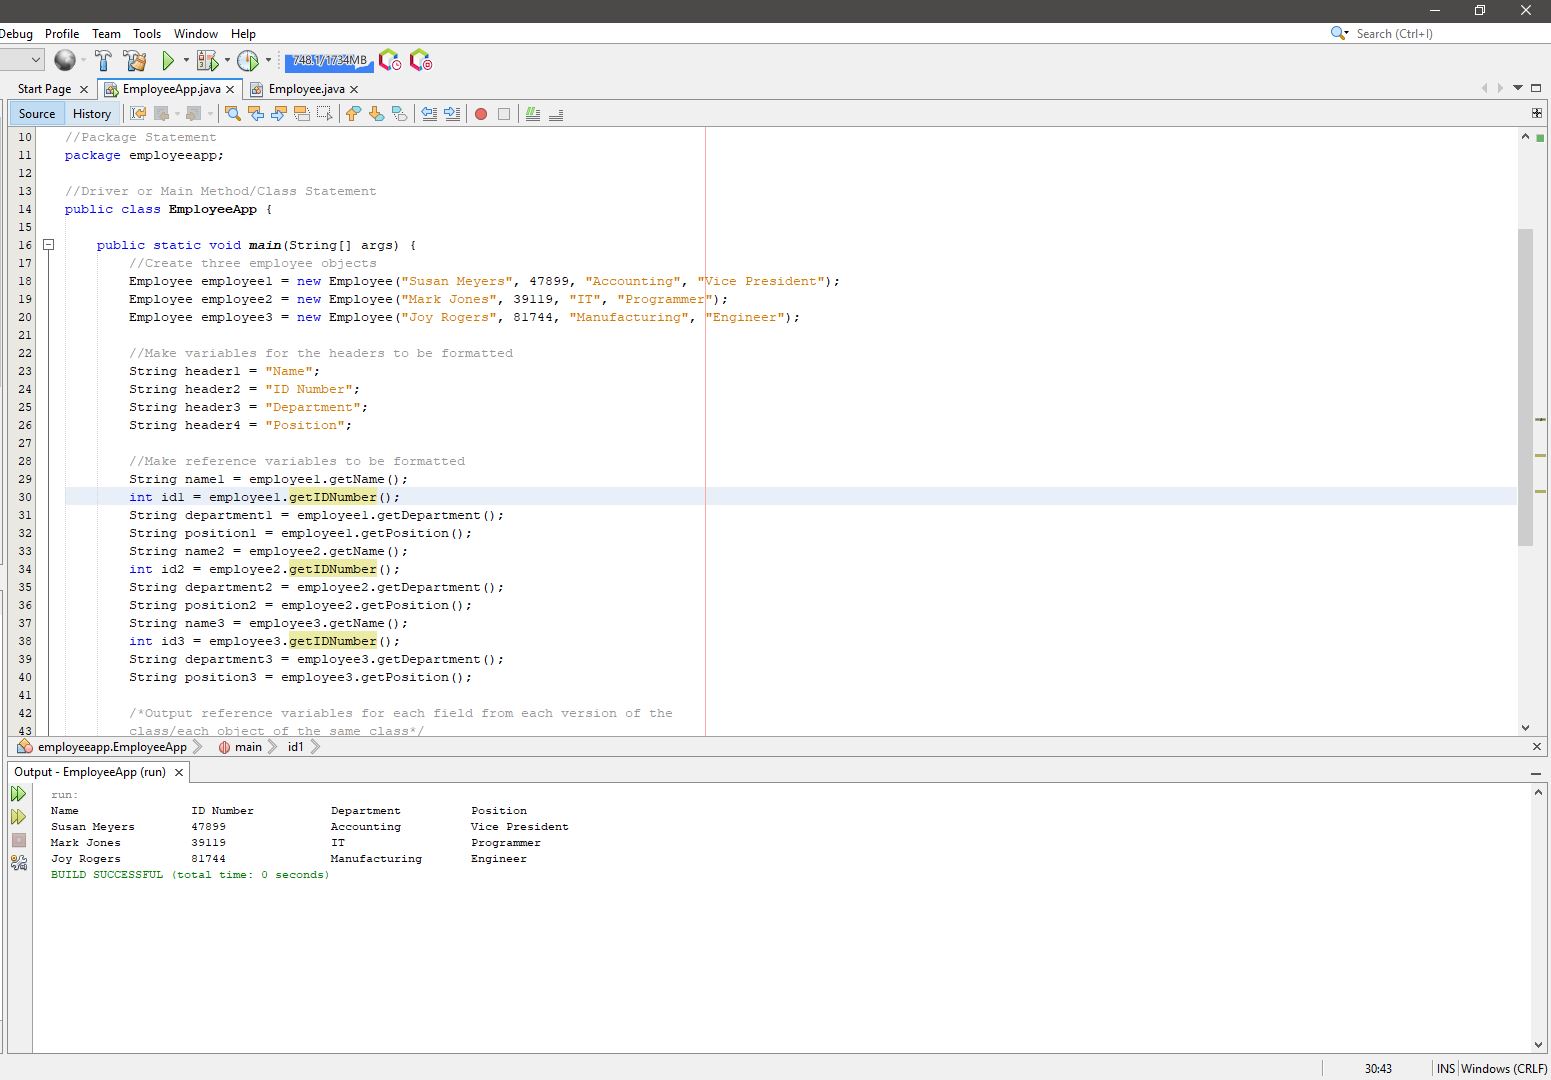 Debug Profile Team Tools Window Help
Search (Ctrl+I)
748.1/1734MB
Start Page EmployeeApp.java Employee.java
Source History
10 //Package Statement
11 package employeeapp;
12
13 //Driver or Main Method/Class Statement
14 public class EmployeeApp {
15
16 public static void main(String[] args) {
17 //Create three employee objects
18 Employee employee1 = new Employee("Susan Meyers", 47899, "Accounting", "Vice President");
19 Employee employee2 = new Employee("Mark Jones", 39119, "IT", "Programmer");
20 Employee employee3 = new Employee("Joy Rogers", 81744, "Manufacturing", "Engineer");
21
22 //Make variables for the headers to be formatted
23 String header1 = "Name";
24 String header2 = "ID Number";
25 String header3 = "Department";
26 String header4 = "Position";
27
28 //Make reference variables to be formatted
29 String name1 = employee1.getName();
30 int id1 = employee1.getIDNumber();
31 String department1 = employee1.getDepartment();
32 String position1 = employee1.getPosition();
33 String name2 = employee2.getName();
34 int id2 = employee2.getIDNumber();
35 String department2 = employee2.getDepartment();
36 String position2 = employee2.getPosition();
37 String name3 = employee3.getName();
38 int id3 = employee3.getIDNumber();
39 String department3 = employee3.getDepartment();
40 String position3 = employee3.getPosition();
41
42 /*Output reference variables for each field from each version of the
43 class/each object of the same class*/
employeeapp.EmployeeApp main id1
Output - EmployeeApp (run)
run:
Name ID Number Department Position
Susan Meyers 47899 Accounting Vice President
Mark Jones 39119 IT Programmer
Joy Rogers 81744 Manufacturing Engineer
BUILD SUCCESSFUL (total time: 0 seconds)
30:43 INS Windows (CRLF)